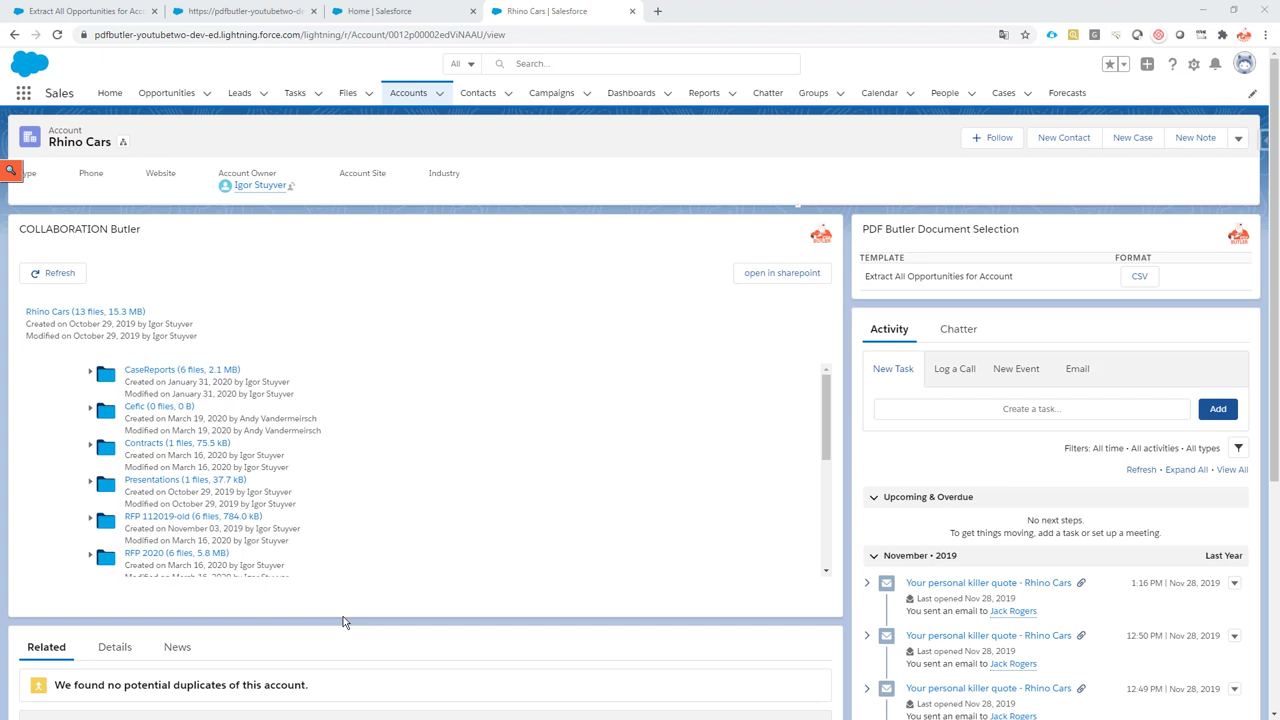 Extract All Opportunities for Acc
https://pdfbutler-youtubetwo-de
Home | Salesforce
Rhino Cars | Salesforce
pdfbutler-youtubetwo-dev-ed.lightning.force.com/lightning/r/Account/0012p00002edViNAAU/view
All
Search...
Sales
Home
Opportunities
Leads
Tasks
Files
Accounts
Contacts
Campaigns
Dashboards
Reports
Chatter
Groups
Calendar
People
Cases
Forecasts
Account
Rhino Cars
Follow
New Contact
New Case
New Note
ype
Phone
Website
Account Owner
Igor Stuyver
Account Site
Industry
COLLABORATION Butler
Refresh
open in sharepoint
Rhino Cars (13 files, 15.3 MB)
Created on October 29, 2019 by Igor Stuyver
Modified on October 29, 2019 by Igor Stuyver
CaseReports (6 files, 2.1 MB)
Created on January 31, 2020 by Igor Stuyver
Modified on January 31, 2020 by Igor Stuyver
Cefic (0 files, 0 B)
Created on March 19, 2020 by Andy Vandermeirsch
Modified on March 19, 2020 by Andy Vandermeirsch
Contracts (1 files, 75.5 kB)
Created on March 16, 2020 by Igor Stuyver
Modified on March 16, 2020 by Igor Stuyver
Presentations (1 files, 37.7 kB)
Created on October 29, 2019 by Igor Stuyver
Modified on October 29, 2019 by Igor Stuyver
RFP 112019-old (6 files, 784.0 kB)
Created on November 03, 2019 by Igor Stuyver
Modified on March 16, 2020 by Igor Stuyver
RFP 2020 (6 files, 5.8 MB)
Created on March 16, 2020 by Igor Stuyver
Related
Details
News
We found no potential duplicates of this account.
PDF Butler Document Selection
TEMPLATE
FORMAT
Extract All Opportunities for Account
CSV
Activity
Chatter
New Task
Log a Call
New Event
Email
Create a task...
Add
Filters: All time • All activities • All types
Refresh • Expand All • View All
Upcoming & Overdue
No next steps.
To get things moving, add a task or set up a meeting.
November • 2019
Last Year
Your personal killer quote - Rhino Cars
1:16 PM | Nov 28, 2019
Last opened Nov 28, 2019
You sent an email to Jack Rogers
Your personal killer quote - Rhino Cars
12:50 PM | Nov 28, 2019
Last opened Nov 28, 2019
You sent an email to Jack Rogers
Your personal killer quote - Rhino Cars
12:49 PM | Nov 28, 2019
Last opened Nov 28, 2019
You sent an email to Jack Rogers